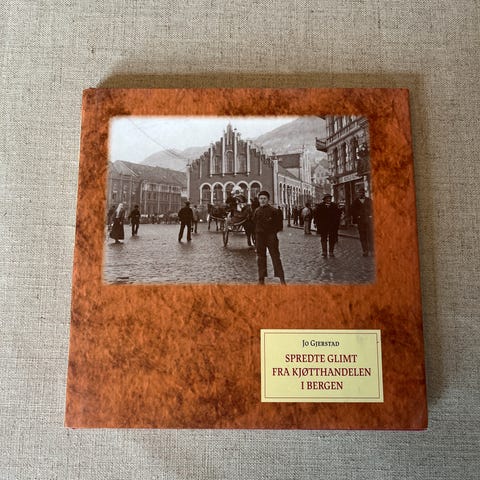 Jo Gjerstad
SPREDTE GLIMT
FRA KJØTTHANDELEN
I BERGEN